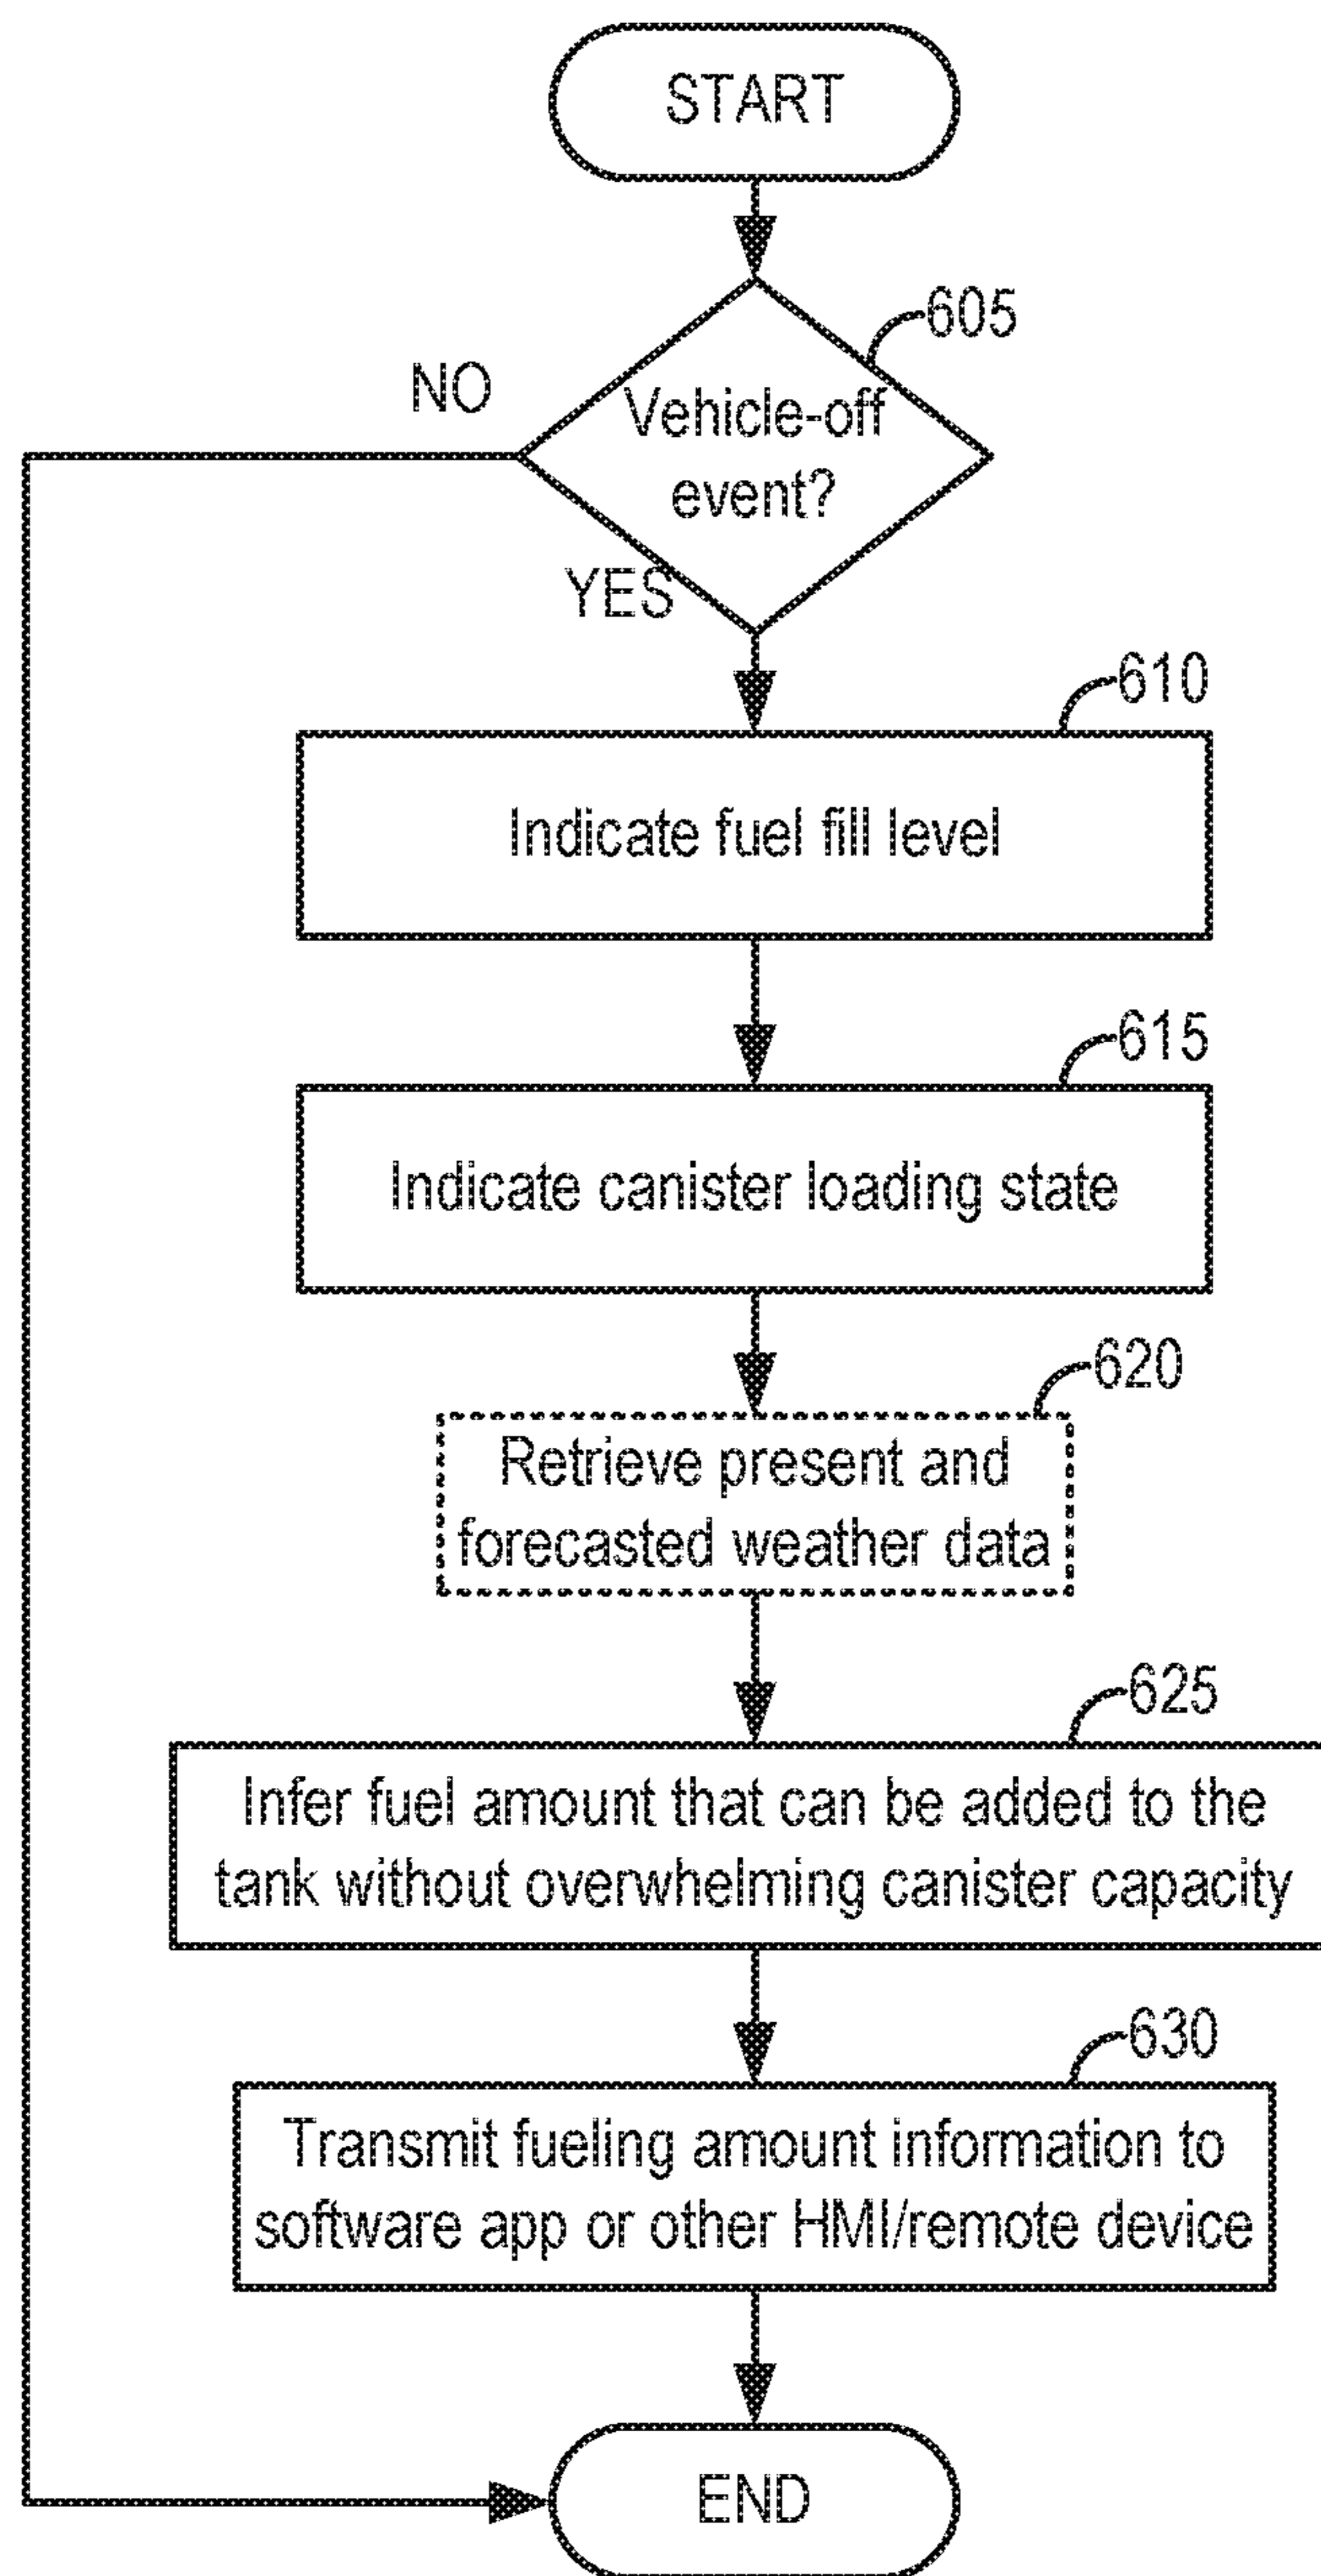 START
605
NO
Vehicle-off
event?
YES
610
Indicate fuel fill level
615
Indicate canister loading state
620
Retrieve present and
forecasted weather data
625
Infer fuel amount that can be added to the
tank without overwhelming canister capacity
630
Transmit fueling amount information to
software app or other HMI/remote device
END